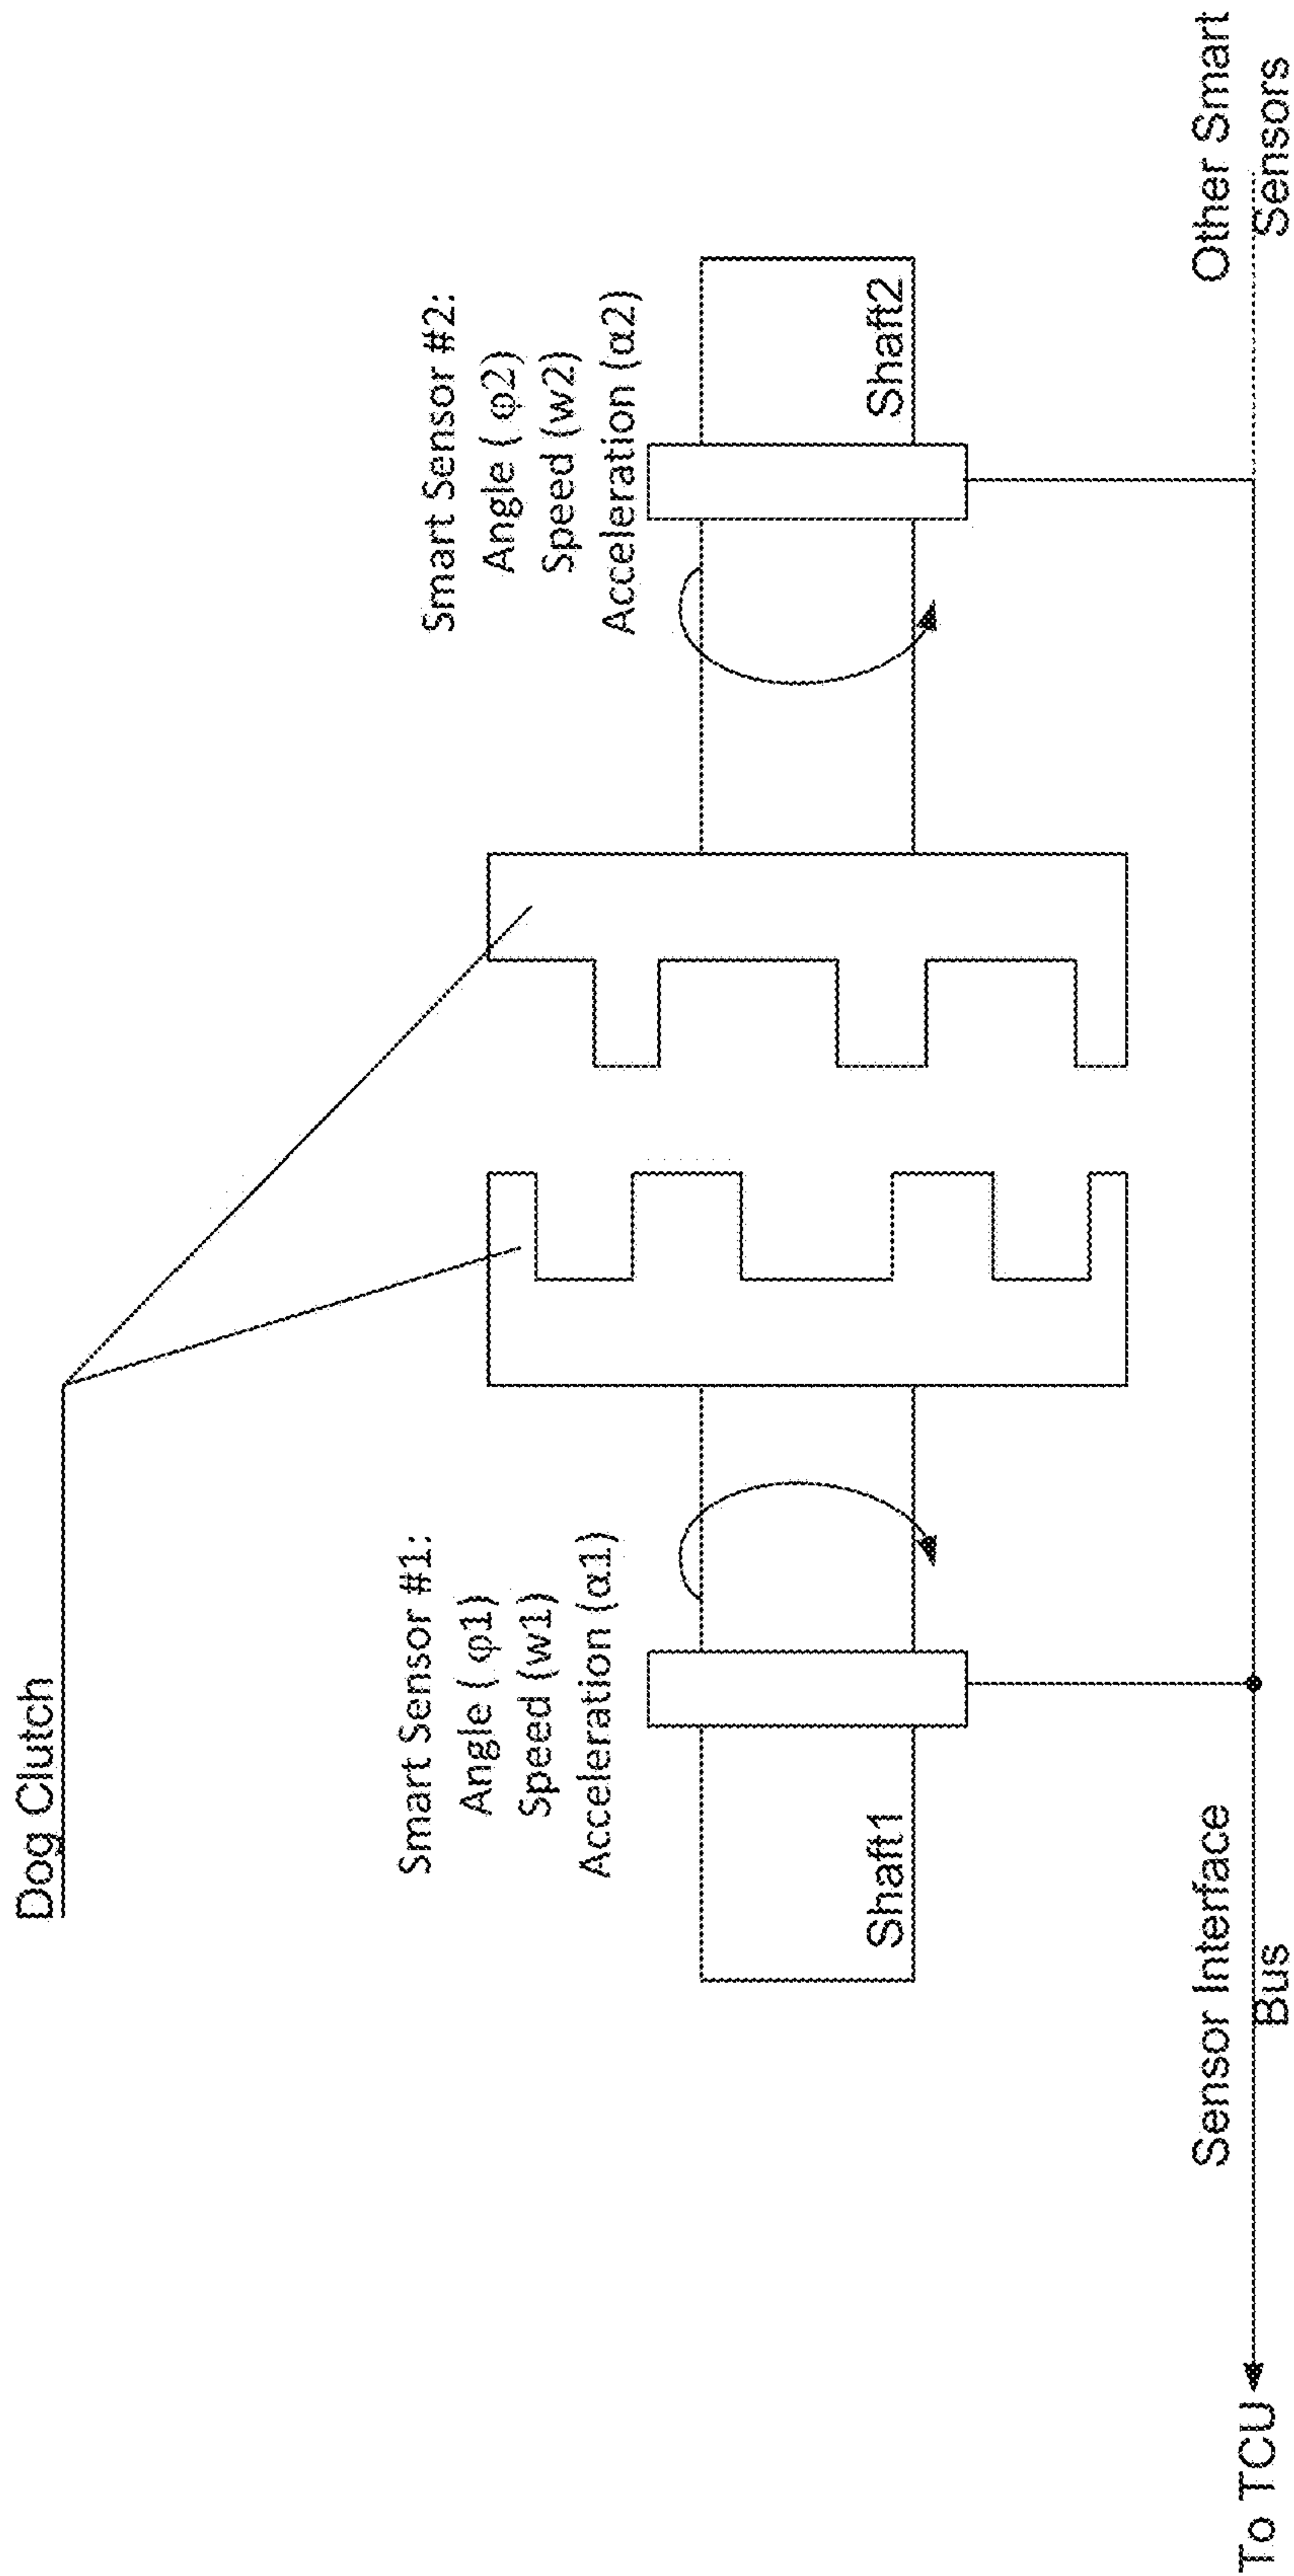 Dog Clutch
Smart Sensor #1:
Angle ( φ1)
Speed (w1)
Acceleration (α1)
Smart Sensor #2:
Angle ( φ2)
Speed (w2)
Acceleration (α2)
Shaft1
Shaft2
Sensor Interface
Bus
Other Smart
Sensors
To TCU